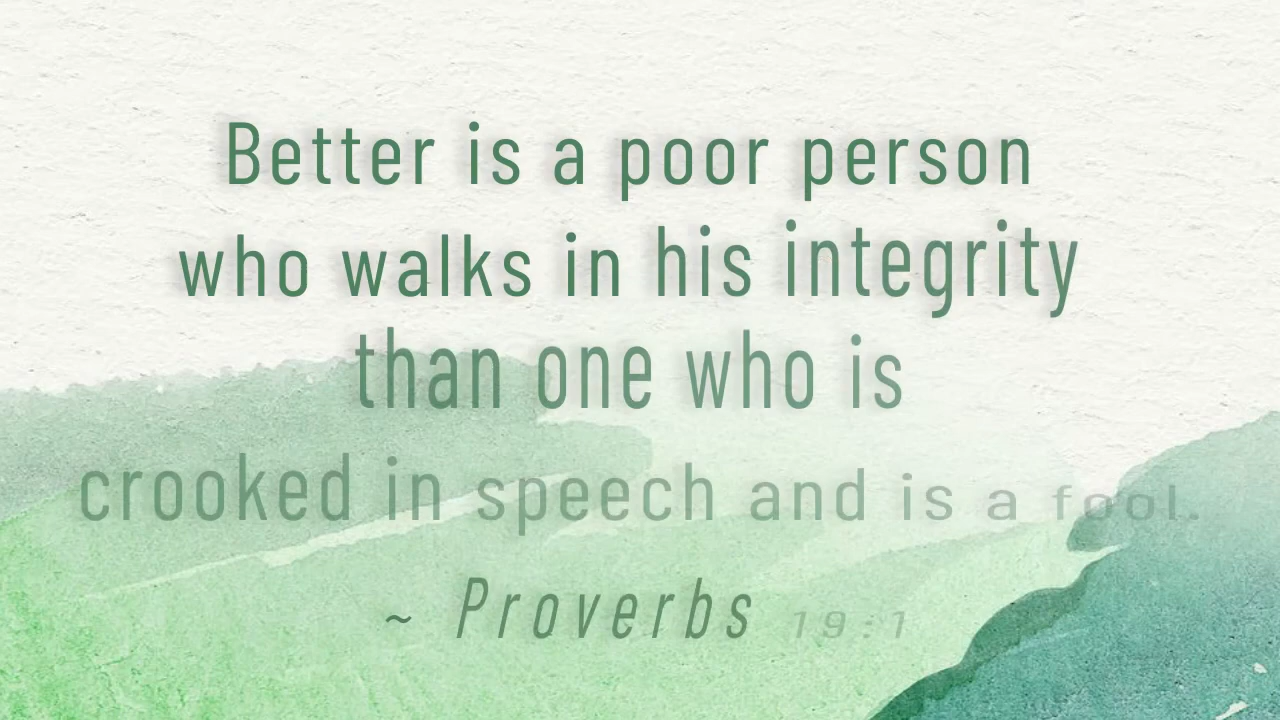 Better is a poor person
who walks in his integrity
than one who is
crooked in speech and is a fool.
~ Proverbs 19:1